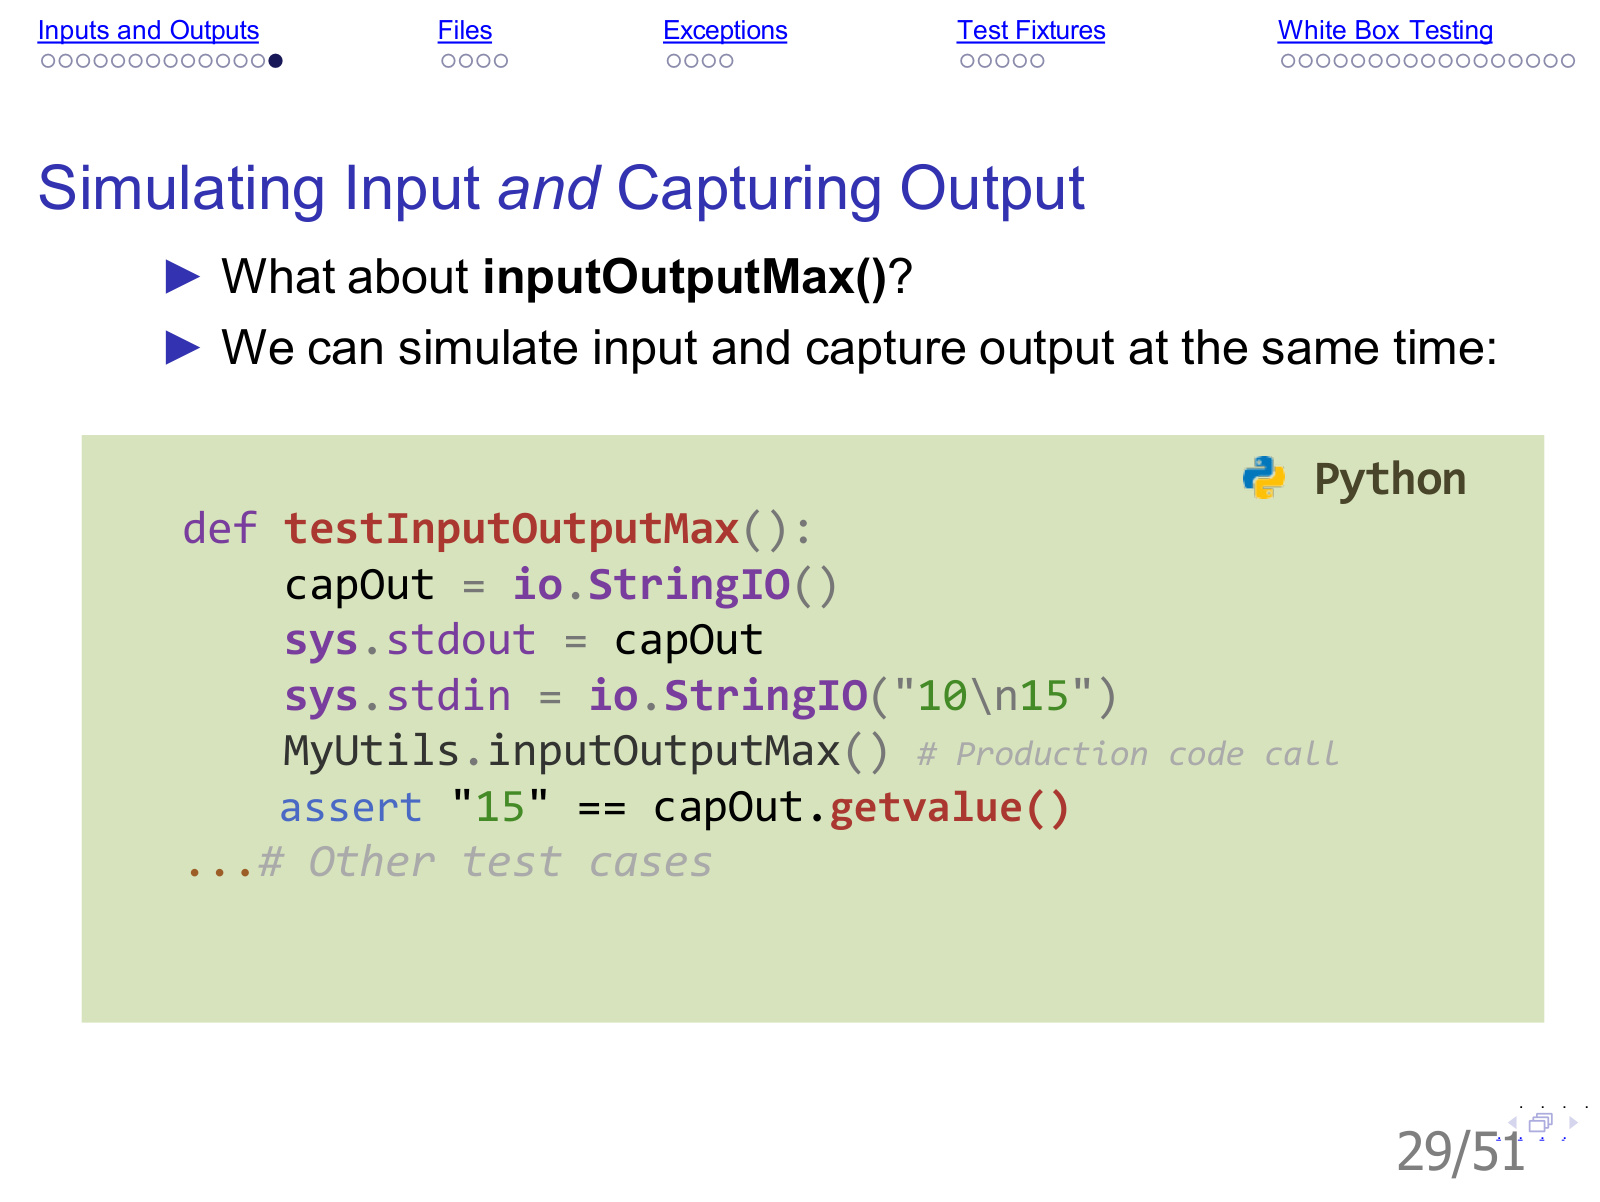 Inputs and Outputs Files Exceptions Test Fixtures White Box Testing
Simulating Input and Capturing Output
► What about inputOutputMax()?
► We can simulate input and capture output at the same time:
Python
def testInputOutputMax():
    capOut = io.StringIO()
    sys.stdout = capOut
    sys.stdin = io.StringIO("10\n15")
    MyUtils.inputOutputMax() # Production code call
    assert "15" == capOut.getvalue()
...# Other test cases
29/51